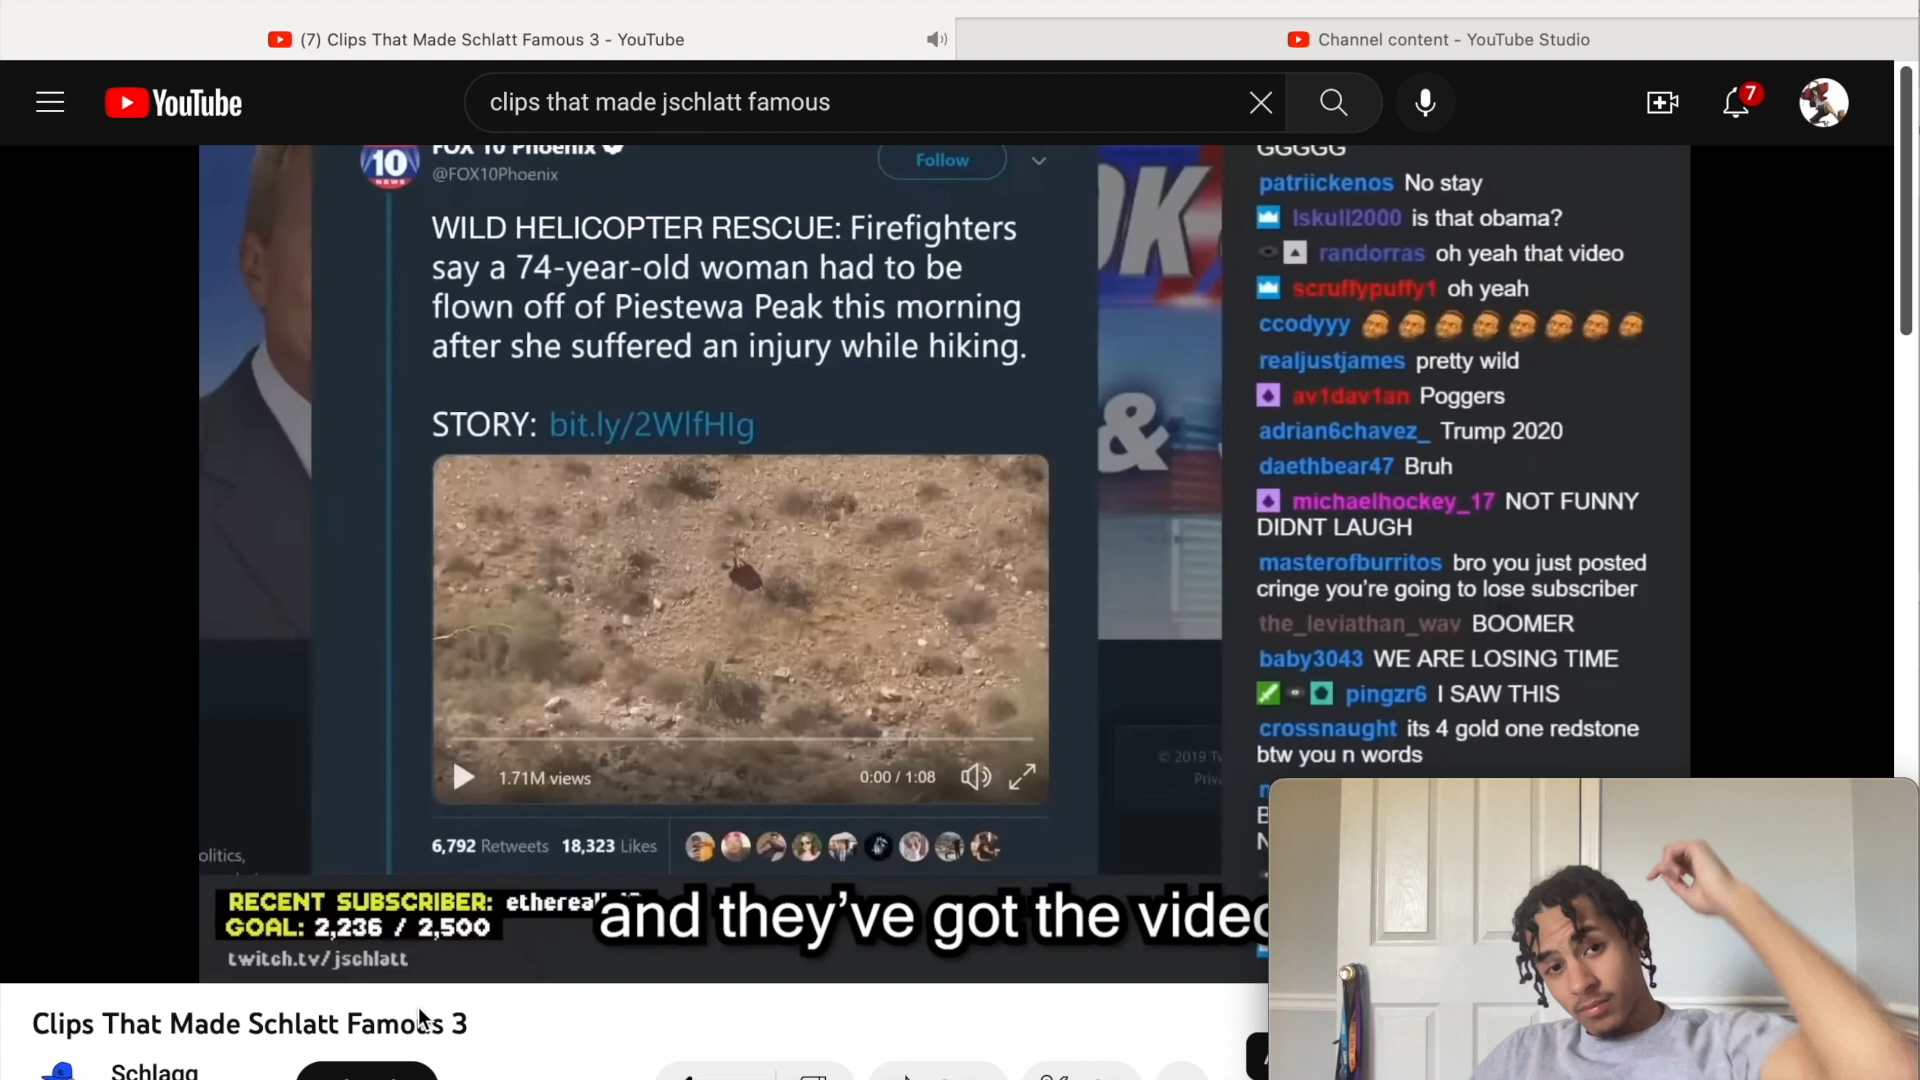 (7) Clips That Made Schlatt Famous 3 - YouTube
Channel content - YouTube Studio
YouTube
clips that made jschlatt famous
7
10
NEWS
FOX 10 Phoenix
@FOX10Phoenix
Follow
WILD HELICOPTER RESCUE: Firefighters
say a 74-year-old woman had to be
flown off of Piestewa Peak this morning
after she suffered an injury while hiking.
STORY: bit.ly/2WlfHIg
1.71M views
0:00 / 1:08
6,792 Retweets 18,323 Likes
olitics,
© 2019
&
GGGGG
patriickenos No stay
lskull2000 is that obama?
randorras oh yeah that video
scruffypuffy1 oh yeah
ccodyyy
realjustjames pretty wild
av1dav1an Poggers
adrian6chavez_ Trump 2020
daethbear47 Bruh
michaelhockey_17 NOT FUNNY
DIDNT LAUGH
masterofburritos bro you just posted
cringe you're going to lose subscriber
the_leviathan_wav BOOMER
baby3043 WE ARE LOSING TIME
pingzr6 I SAW THIS
crossnaught its 4 gold one redstone
btw you n words
RECENT SUBSCRIBER:
GOAL: 2,236 / 2,500
twitch.tv/jschlatt
and they've got the video
Clips That Made Schlatt Famous 3
Schlagg